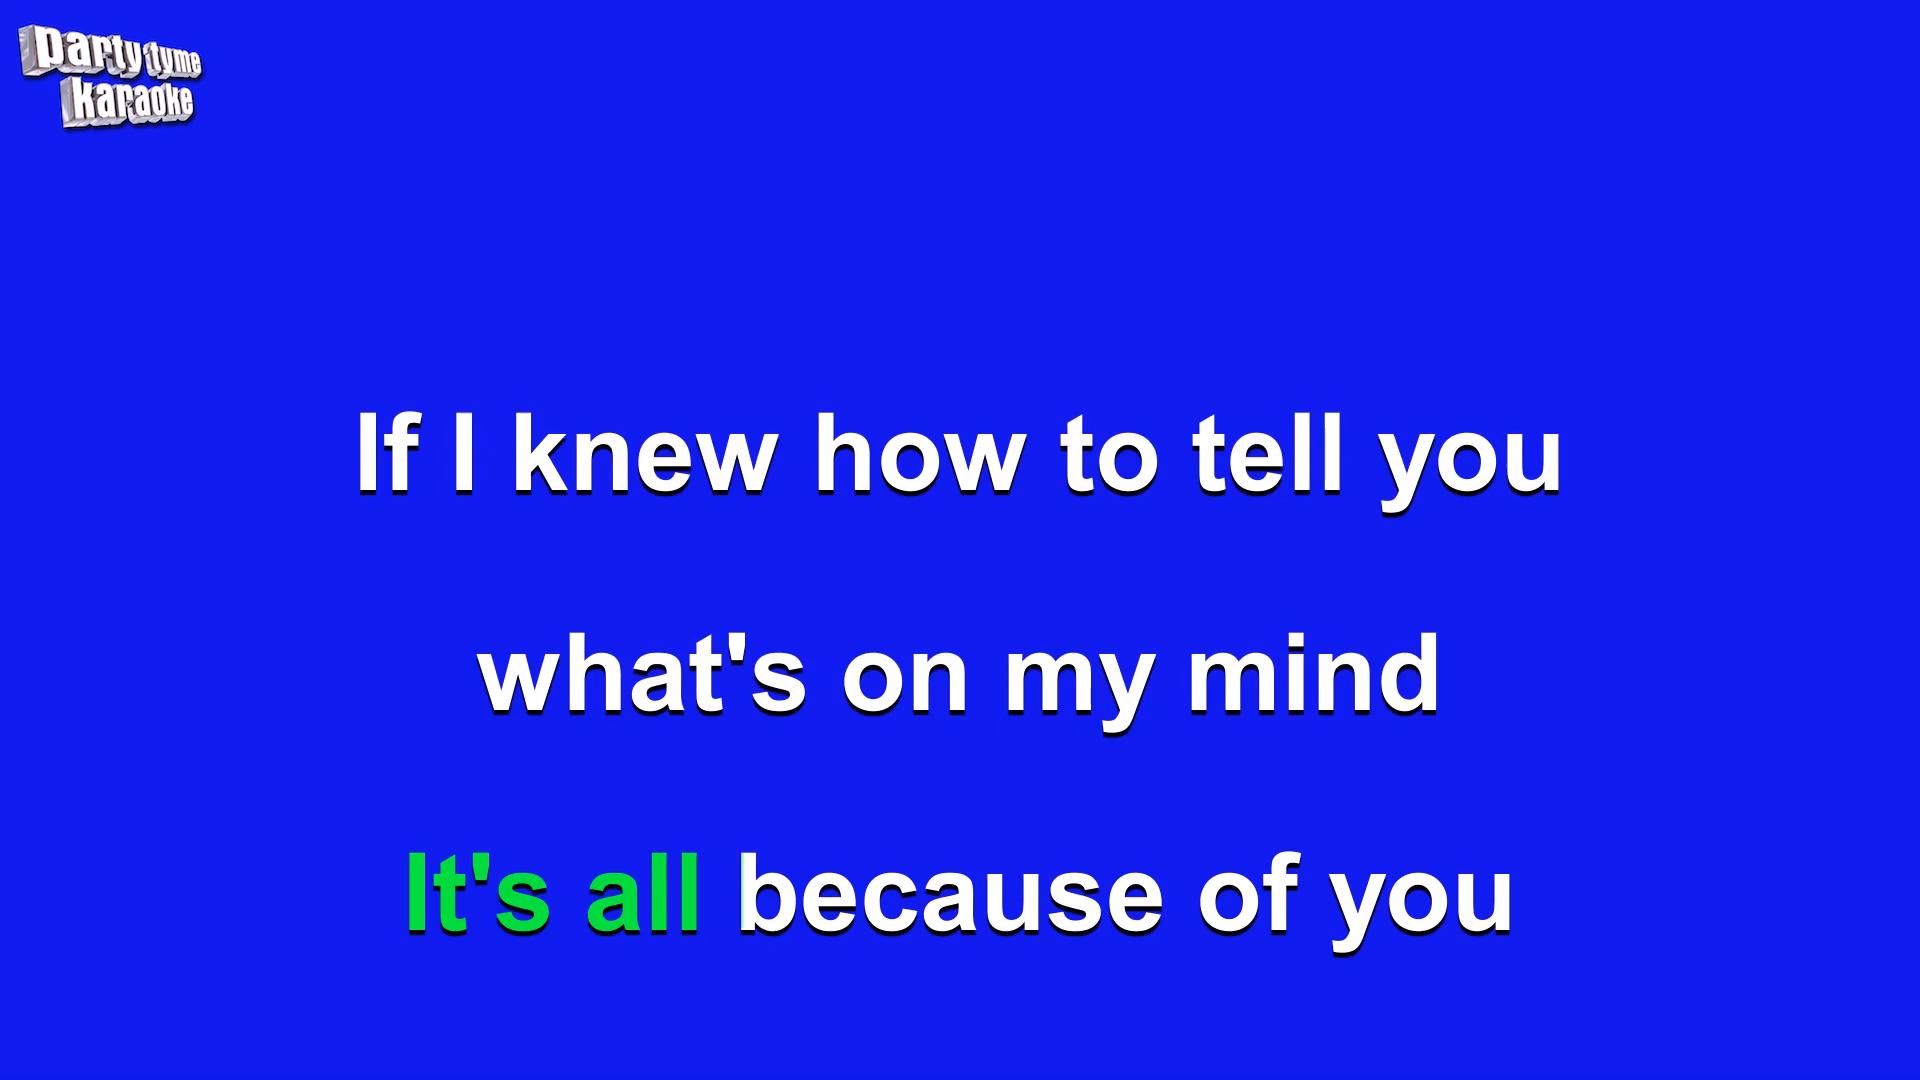 party tyme
karaoke
If I knew how to tell you
what's on my mind
It's all because of you